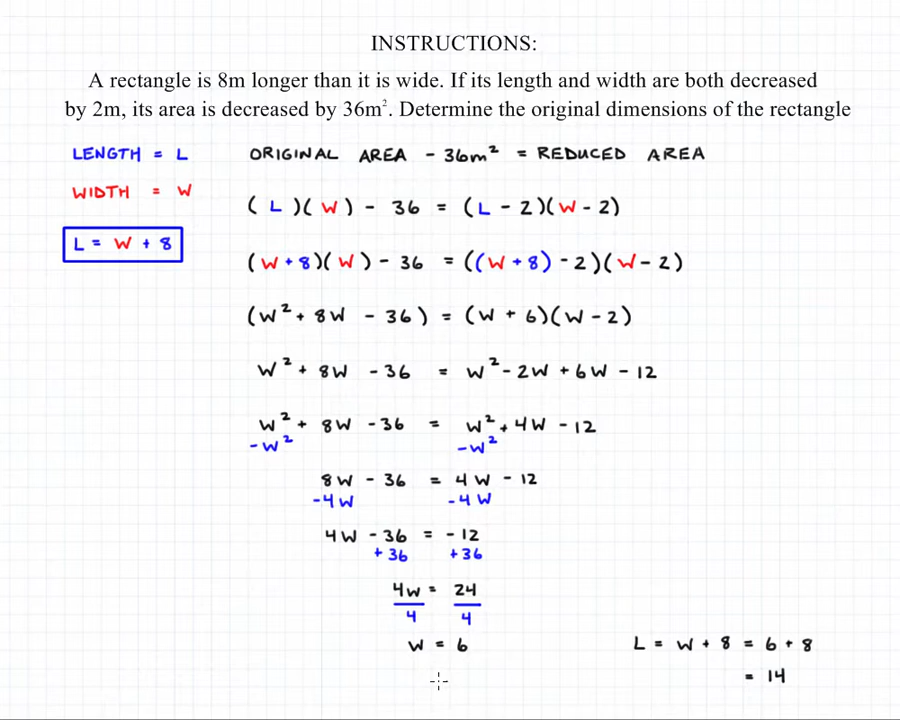 INSTRUCTIONS:
A rectangle is 8m longer than it is wide. If its length and width are both decreased
by 2m, its area is decreased by 36m². Determine the original dimensions of the rectangle
LENGTH = L
WIDTH = W
L = W + 8
ORIGINAL AREA - 36m² = REDUCED AREA
( L )( W ) - 36 = (L - 2)(W - 2)
(W + 8)( W ) - 36 = ((W + 8) - 2)(W - 2)
(W² + 8W - 36) = (W + 6)(W - 2)
W² + 8W - 36 = W² - 2W + 6W - 12
W² + 8W - 36 = W² + 4W - 12
-W² -W²
8W - 36 = 4W - 12
-4W -4W
4W - 36 = -12
+36 +36
4W = 24
4 4
W = 6
L = W + 8 = 6 + 8
= 14